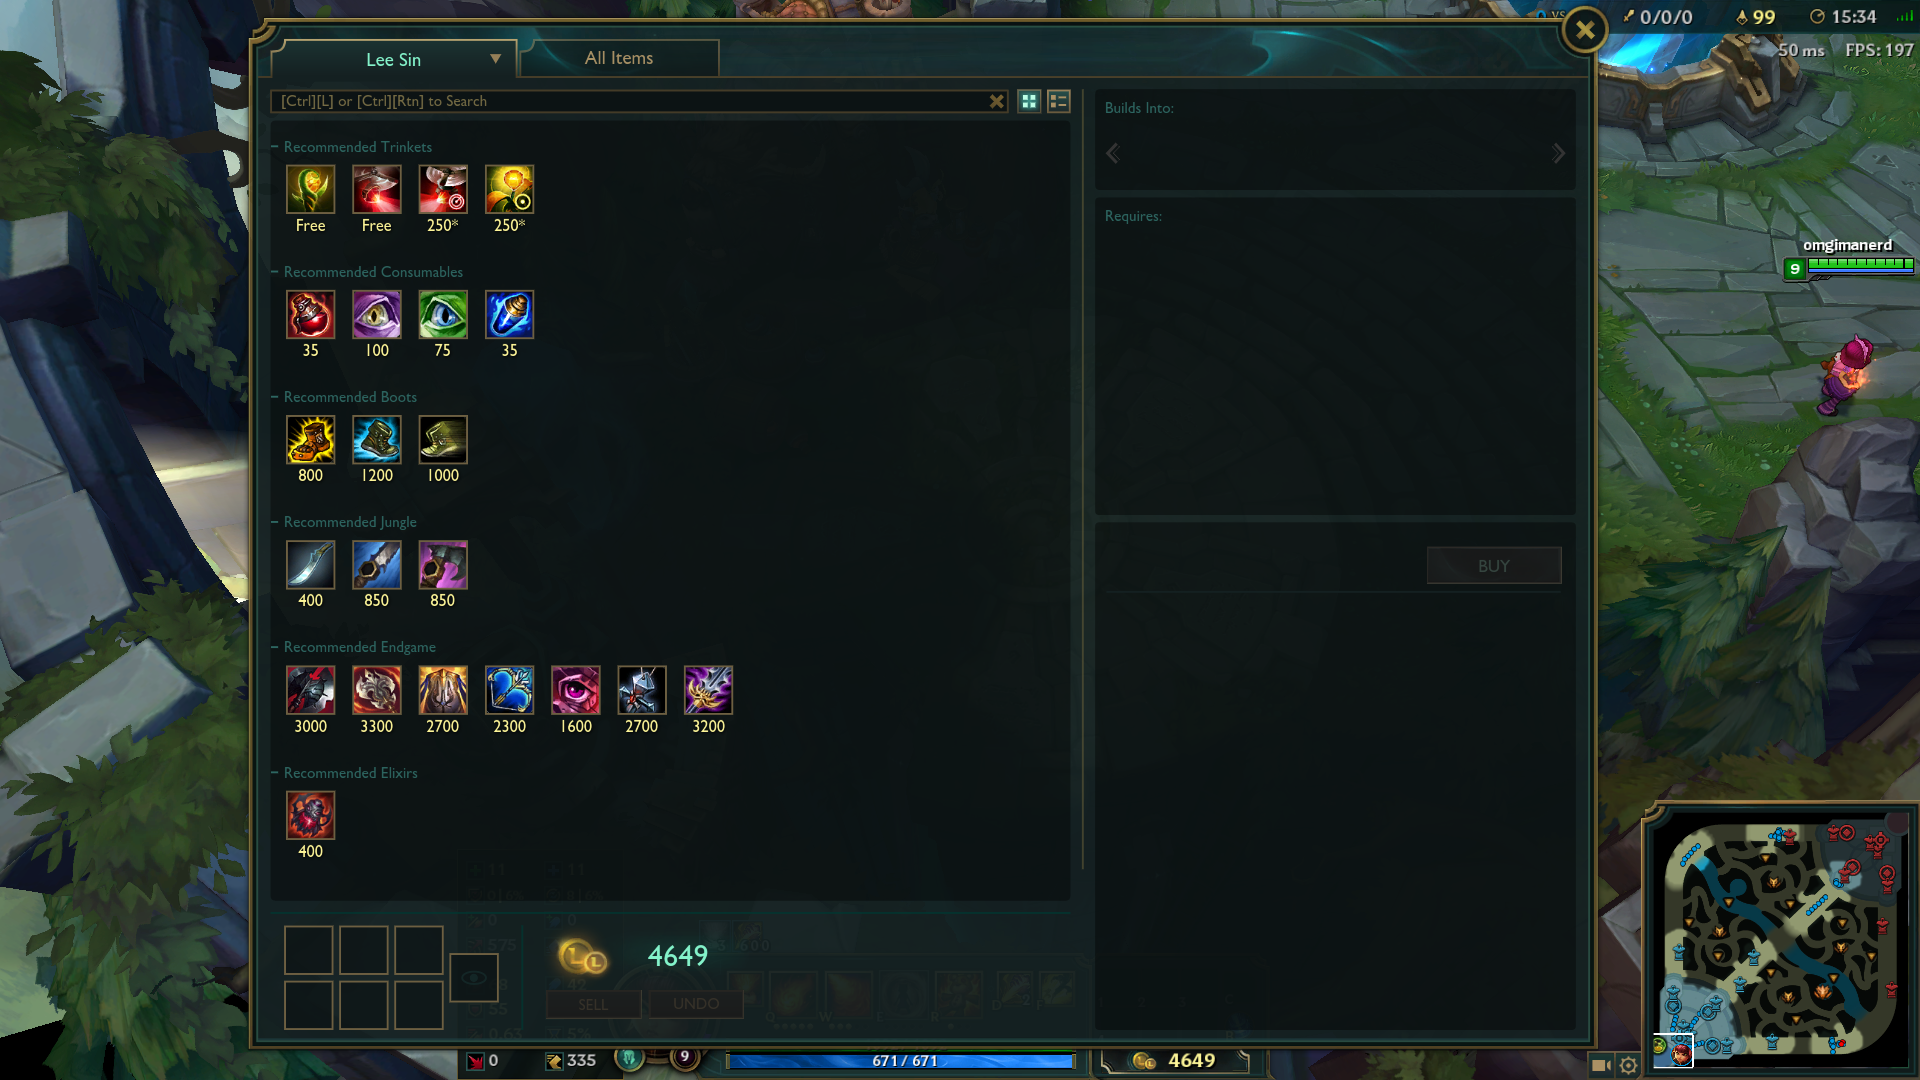 VS
0/0/0
99
15:34
50 ms FPS: 197
Lee Sin
All Items
[Ctrl][L] or [Ctrl][Rtn] to Search
Recommended Trinkets
Free Free 250* 250*
Recommended Consumables
35 100 75 35
Recommended Boots
800 1200 1000
Recommended Jungle
400 850 850
Recommended Endgame
3000 3300 2700 2300 1600 2700 3200
Recommended Elixirs
400
Builds Into:
Requires:
BUY
omgimanerd
9
4649
SELL UNDO
0 335 9 671 / 671 4649